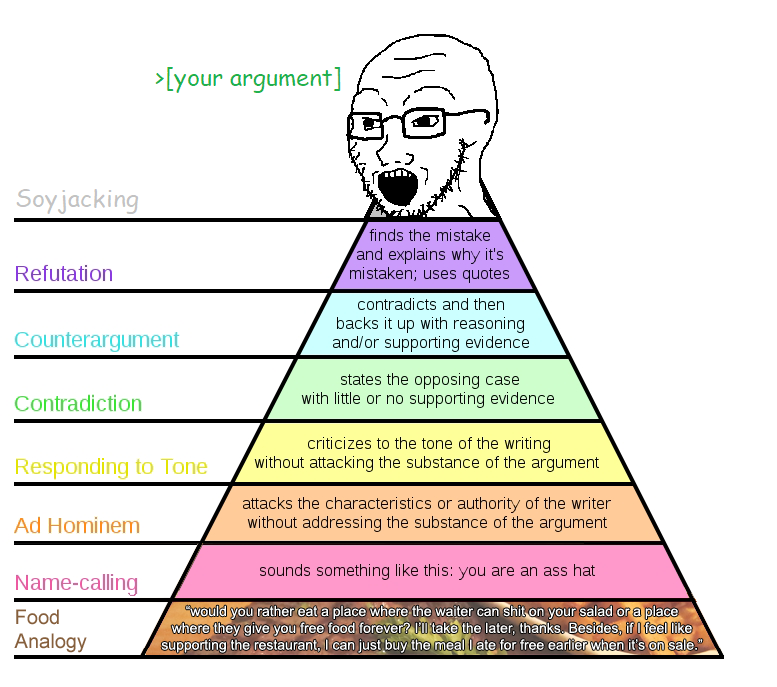 >[your argument]
Soyjacking
finds the mistake
and explains why it's
mistaken; uses quotes
Refutation
contradicts and then
backs it up with reasoning
and/or supporting evidence
Counterargument
states the opposing case
with little or no supporting evidence
Contradiction
criticizes to the tone of the writing
without attacking the substance of the argument
Responding to Tone
attacks the characteristics or authority of the writer
without addressing the substance of the argument
Ad Hominem
sounds something like this: you are an ass hat
Name-calling
Food
Analogy
"would you rather eat a place where the waiter can shit on your salad or a place
where they give you free food forever? I'll take the later, thanks. Besides, if I feel like
supporting the restaurant, I can just buy the meal I ate for free earlier when it's on sale."